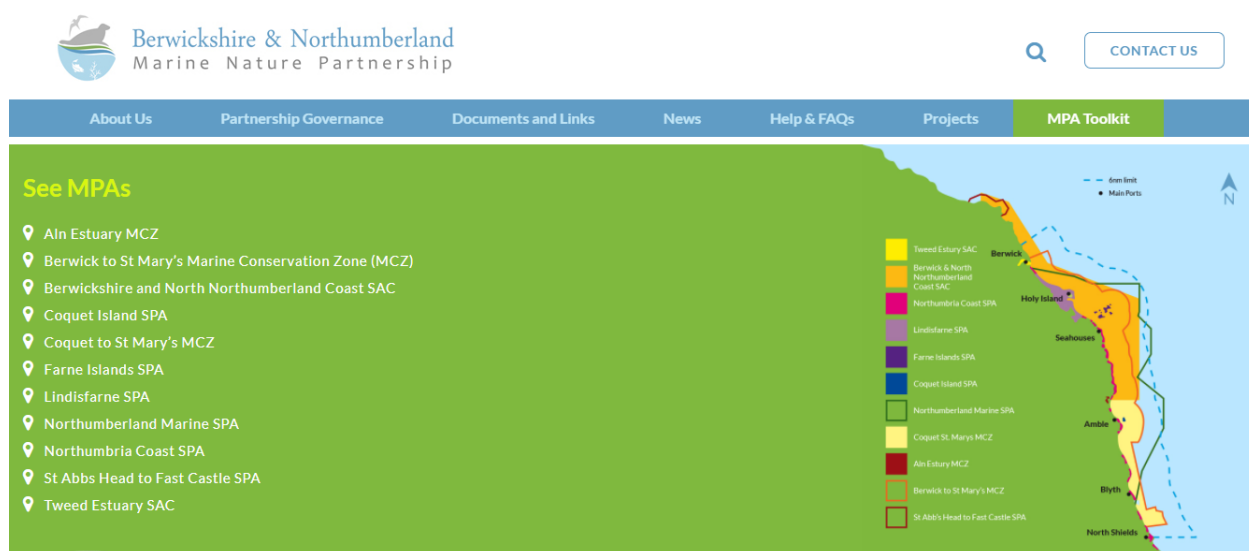 Berwickshire & Northumberland
Marine Nature Partnership
CONTACT US
About Us
Partnership Governance
Documents and Links
News
Help & FAQs
Projects
MPA Toolkit
See MPAs
Aln Estuary MCZ
Berwick to St Mary's Marine Conservation Zone (MCZ)
Berwickshire and North Northumberland Coast SAC
Coquet Island SPA
Coquet to St Mary's MCZ
Farne Islands SPA
Lindisfarne SPA
Northumberland Marine SPA
Northumbria Coast SPA
St Abbs Head to Fast Castle SPA
Tweed Estuary SAC
6nm limit
Main Ports
N
Tweed Estury SAC
Berwick & North
Northumberland
Coast SAC
Northumbria Coast SPA
Lindisfarne SPA
Farne Islands SPA
Coquet Island SPA
Northumberland Marine SPA
Coquet St. Marys MCZ
Aln Estury MCZ
Berwick to St Mary's MCZ
St Abb's Head to Fast Castle SPA
Berwick
Holy Island
Seahouses
Amble
Blyth
North Shields